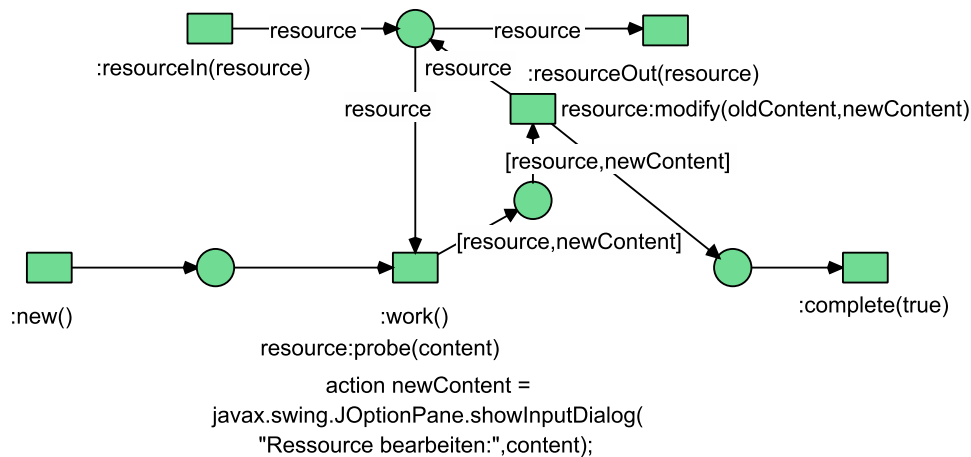 resource
resource
:resourceIn(resource)
resource
:resourceOut(resource)
resource
resource:modify(oldContent,newContent)
[resource,newContent]
[resource,newContent]
:new()
:work()
:complete(true)
resource:probe(content)
action newContent =
javax.swing.JOptionPane.showInputDialog(
"Ressource bearbeiten:",content);